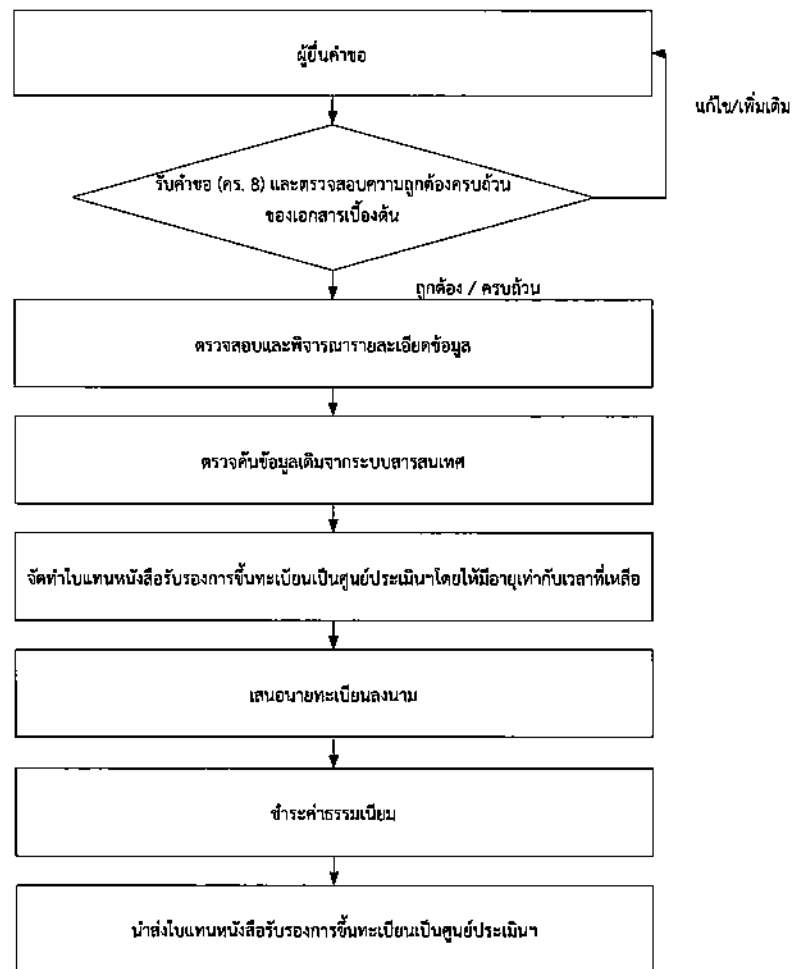 ผู้ยื่นคำขอ
แก้ไข/เพิ่มเติม
รับคำขอ (คร. 8) และตรวจสอบความถูกต้องครบถ้วน
ของเอกสารเบื้องต้น
ถูกต้อง / ครบถ้วน
ตรวจสอบและพิจารณารายละเอียดข้อมูล
ตรวจค้นข้อมูลเดิมจากระบบสารสนเทศ
จัดทำใบแทนหนังสือรับรองการขึ้นทะเบียนเป็นศูนย์ประเมินฯโดยให้มีอายุเท่ากับเวลาที่เหลือ
เสนอนายทะเบียนลงนาม
ชำระค่าธรรมเนียม
นำส่งใบแทนหนังสือรับรองการขึ้นทะเบียนเป็นศูนย์ประเมินฯ